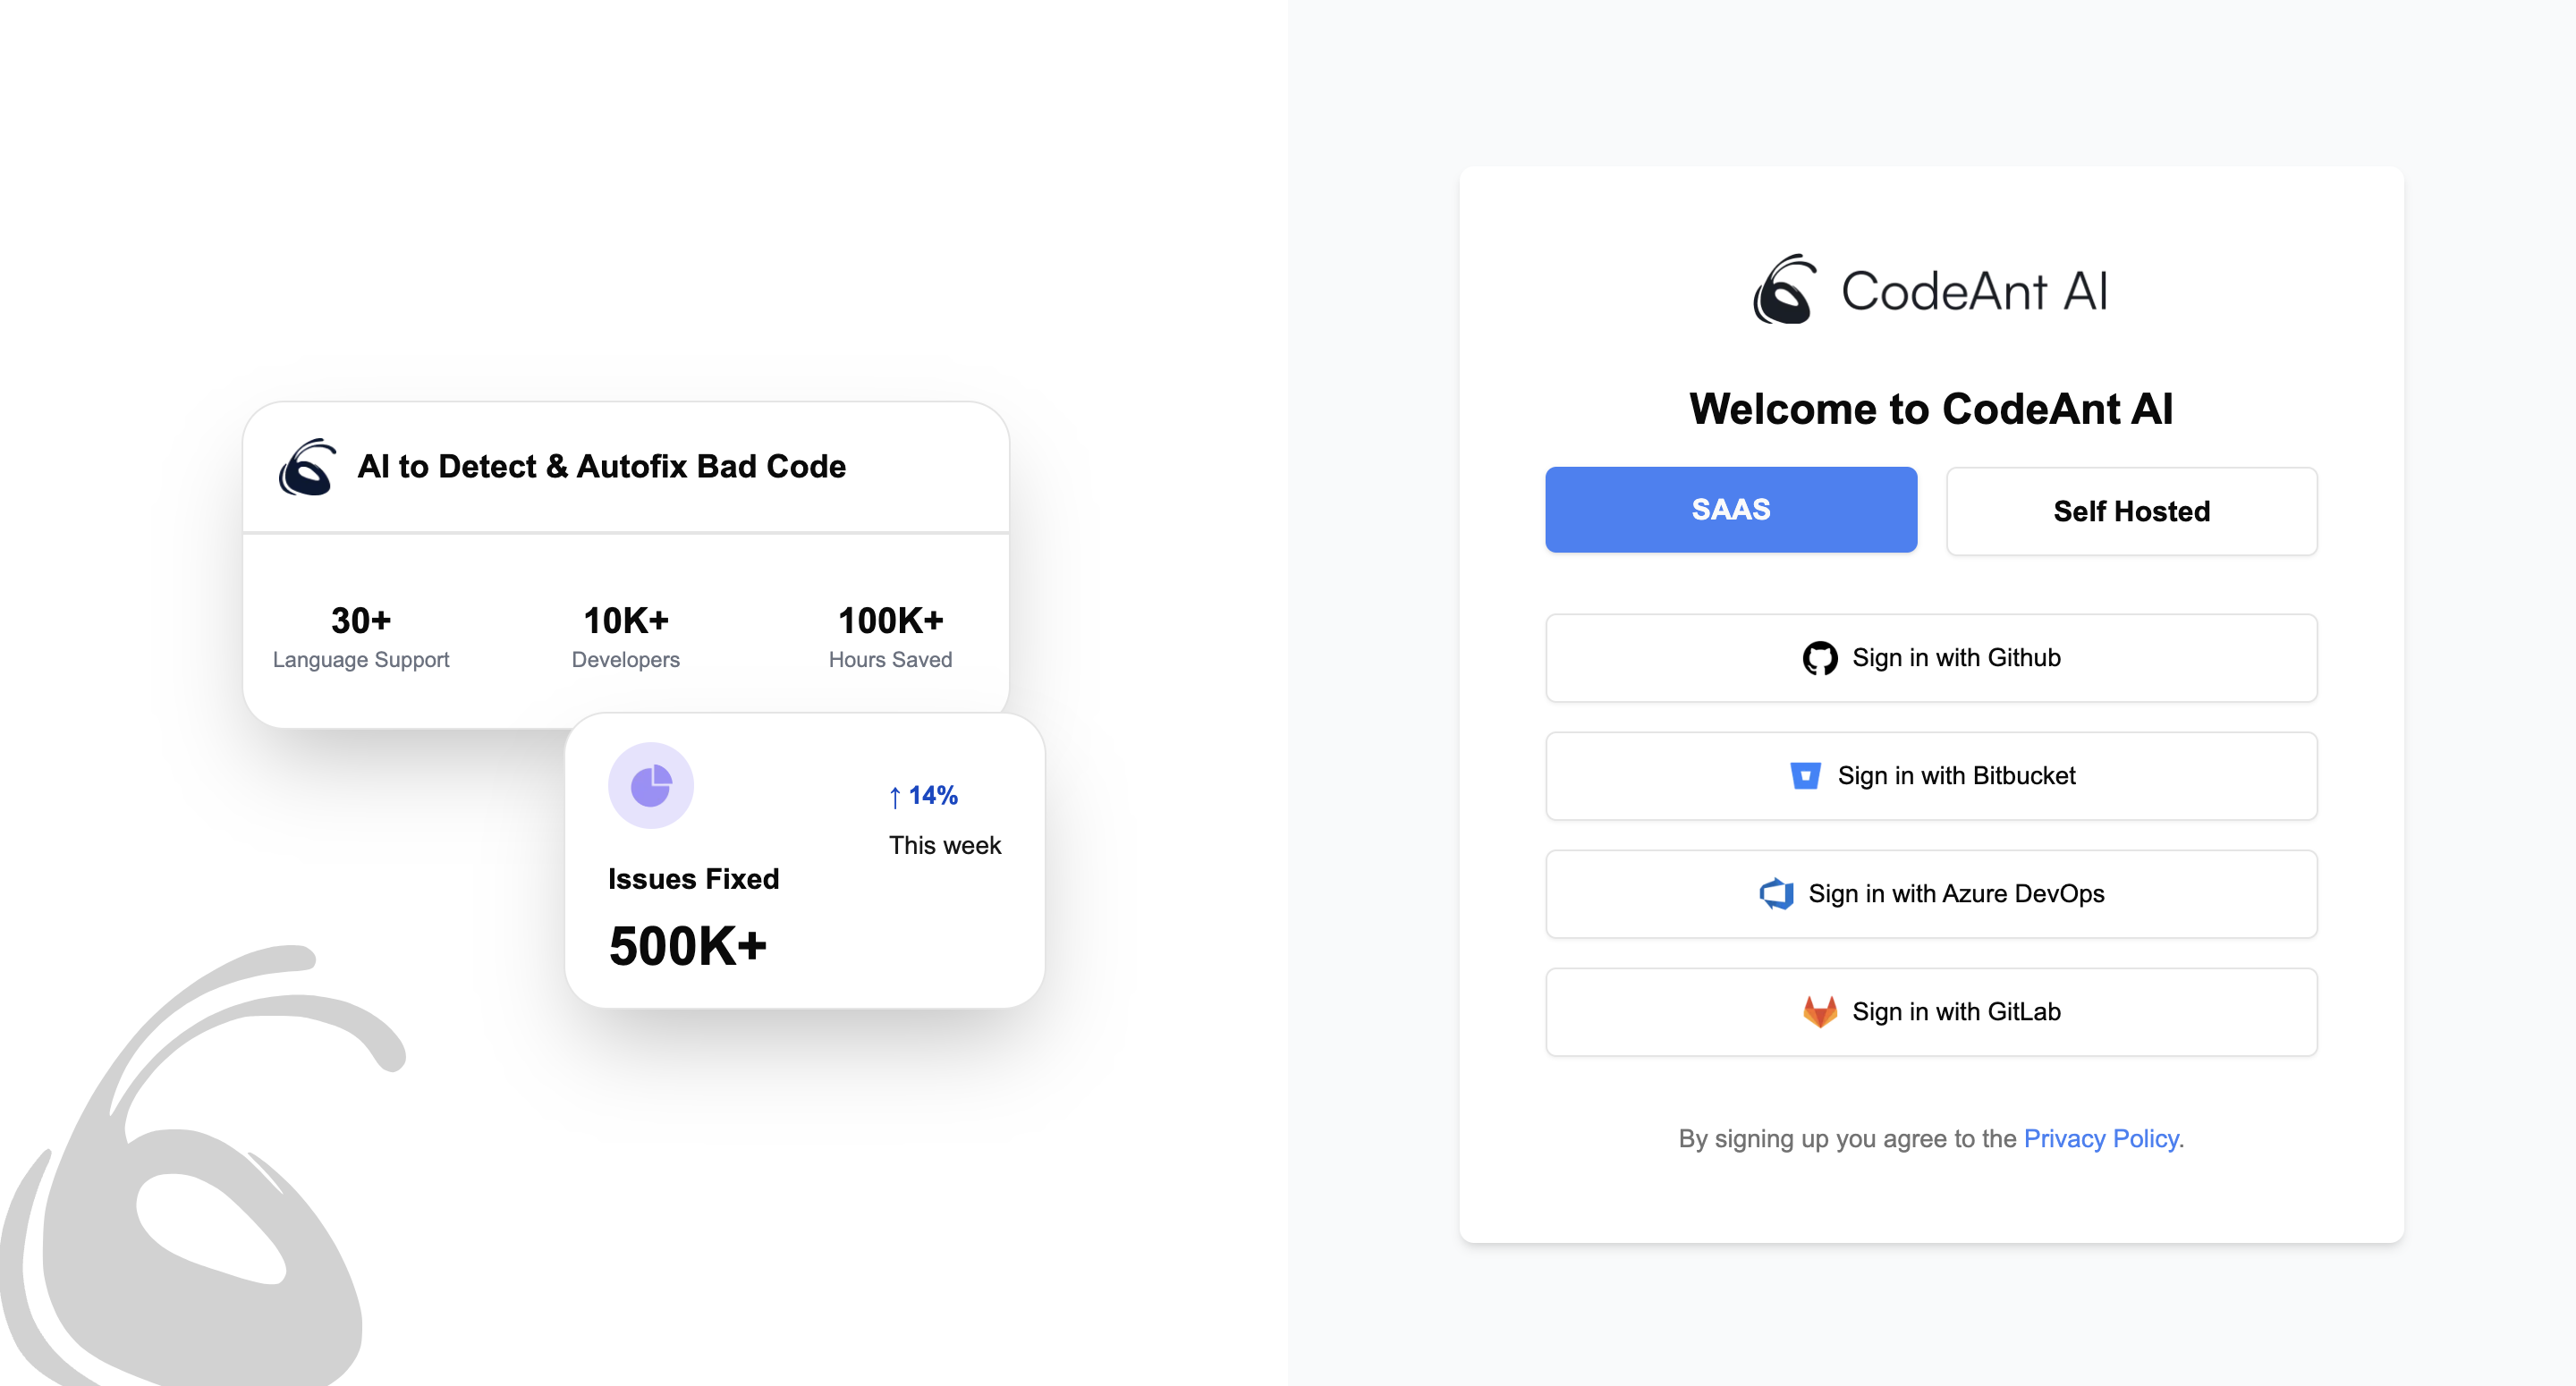 AI to Detect & Autofix Bad Code
30+
Language Support
10K+
Developers
100K+
Hours Saved
↑ 14%
This week
Issues Fixed
500K+
CodeAnt AI
Welcome to CodeAnt AI
SAAS
Self Hosted
Sign in with Github
Sign in with Bitbucket
Sign in with Azure DevOps
Sign in with GitLab
By signing up you agree to the Privacy Policy.